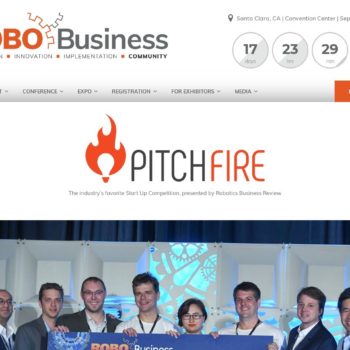 ROBO Business
INNOVATION • IMPLEMENTATION • COMMUNITY
Santa Clara, CA | Convention Center | Sep
17 23 29
days hrs min
CONFERENCE EXPO REGISTRATION FOR EXHIBITORS MEDIA
PITCHFIRE
The industry's favorite Start Up Competition, presented by Robotics Business Review.
ROBO Business